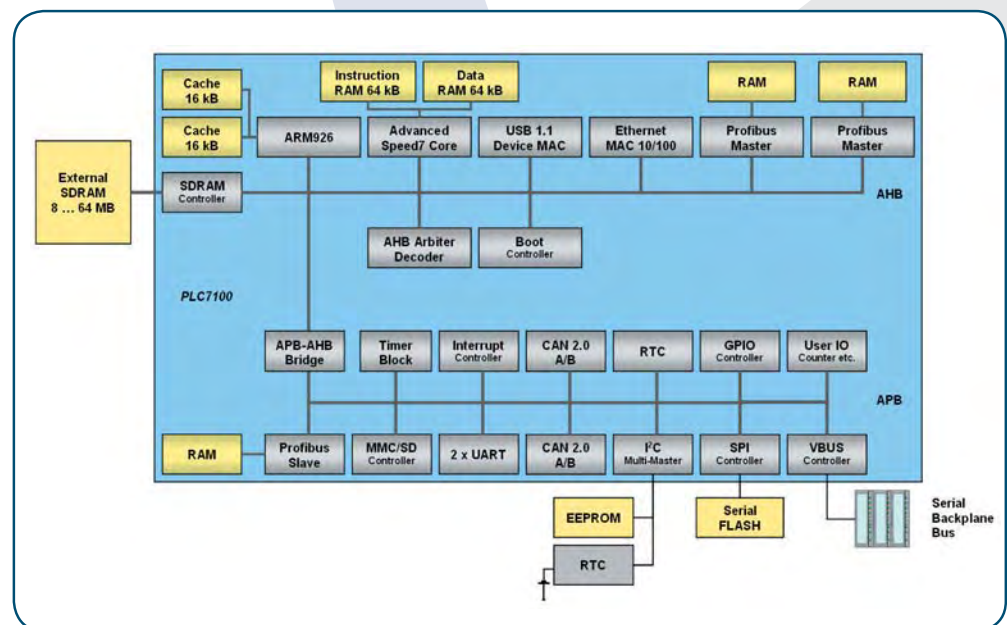 Cache
16 kB
Instruction
RAM 64 kB
Data
RAM 64 kB
RAM
RAM
Cache
16 kB
ARM926
Advanced
Speed7 Core
USB 1.1
Device MAC
Ethernet
MAC 10/100
Profibus
Master
Profibus
Master
External
SDRAM
8 ... 64 MB
SDRAM
Controller
AHB
AHB Arbiter
Decoder
Boot
Controller
PLC7100
APB-AHB
Bridge
Timer
Block
Interrupt
Controller
CAN 2.0
A/B
RTC
GPIO
Controller
User IO
Counter etc.
APB
RAM
Profibus
Slave
MMC/SD
Controller
2 x UART
CAN 2.0
A/B
I²C
Multi-Master
SPI
Controller
VBUS
Controller
EEPROM
Serial
FLASH
Serial
Backplane
Bus
RTC